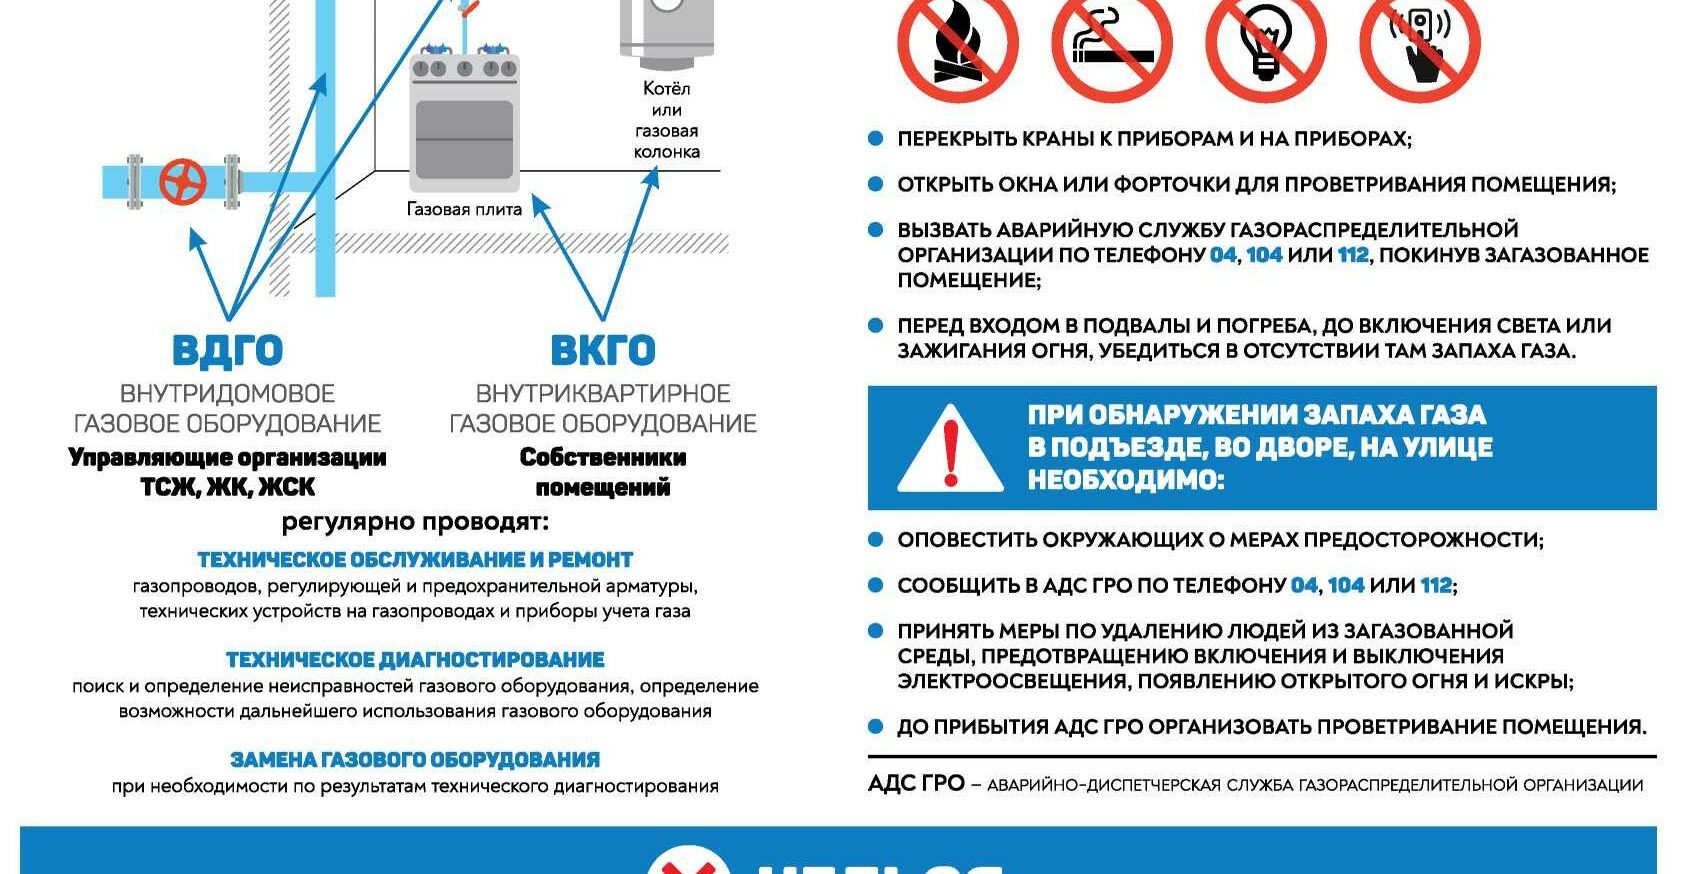 Котёл
или
газовая
колонка
Газовая плита
ВДГО
ВНУТРИДОМОВОЕ
ГАЗОВОЕ ОБОРУДОВАНИЕ
Управляющие организации
ТСЖ, ЖК, ЖСК
ВКГО
ВНУТРИКВАРТИРНОЕ
ГАЗОВОЕ ОБОРУДОВАНИЕ
Собственники
помещений
регулярно проводят:
ТЕХНИЧЕСКОЕ ОБСЛУЖИВАНИЕ И РЕМОНТ
газопроводов, регулирующей и предохранительной арматуры,
технических устройств на газопроводах и приборы учета газа
ТЕХНИЧЕСКОЕ ДИАГНОСТИРОВАНИЕ
поиск и определение неисправностей газового оборудования, определение
возможности дальнейшего использования газового оборудования
ЗАМЕНА ГАЗОВОГО ОБОРУДОВАНИЯ
при необходимости по результатам технического диагностирования
ПЕРЕКРЫТЬ КРАНЫ К ПРИБОРАМ И НА ПРИБОРАХ;
ОТКРЫТЬ ОКНА ИЛИ ФОРТОЧКИ ДЛЯ ПРОВЕТРИВАНИЯ ПОМЕЩЕНИЯ;
ВЫЗВАТЬ АВАРИЙНУЮ СЛУЖБУ ГАЗОРАСПРЕДЕЛИТЕЛЬНОЙ
ОРГАНИЗАЦИИ ПО ТЕЛЕФОНУ 04, 104 ИЛИ 112, ПОКИНУВ ЗАГАЗОВАННОЕ
ПОМЕЩЕНИЕ;
ПЕРЕД ВХОДОМ В ПОДВАЛЫ И ПОГРЕБА, ДО ВКЛЮЧЕНИЯ СВЕТА ИЛИ
ЗАЖИГАНИЯ ОГНЯ, УБЕДИТЬСЯ В ОТСУТСТВИИ ТАМ ЗАПАХА ГАЗА.
ПРИ ОБНАРУЖЕНИИ ЗАПАХА ГАЗА
В ПОДЪЕЗДЕ, ВО ДВОРЕ, НА УЛИЦЕ
НЕОБХОДИМО:
ОПОВЕСТИТЬ ОКРУЖАЮЩИХ О МЕРАХ ПРЕДОСТОРОЖНОСТИ;
СООБЩИТЬ В АДС ГРО ПО ТЕЛЕФОНУ 04, 104 ИЛИ 112;
ПРИНЯТЬ МЕРЫ ПО УДАЛЕНИЮ ЛЮДЕЙ ИЗ ЗАГАЗОВАННОЙ
СРЕДЫ, ПРЕДОТВРАЩЕНИЮ ВКЛЮЧЕНИЯ И ВЫКЛЮЧЕНИЯ
ЭЛЕКТРООСВЕЩЕНИЯ, ПОЯВЛЕНИЮ ОТКРЫТОГО ОГНЯ И ИСКРЫ;
ДО ПРИБЫТИЯ АДС ГРО ОРГАНИЗОВАТЬ ПРОВЕТРИВАНИЕ ПОМЕЩЕНИЯ.
АДС ГРО – АВАРИЙНО-ДИСПЕТЧЕРСКАЯ СЛУЖБА ГАЗОРАСПРЕДЕЛИТЕЛЬНОЙ ОРГАНИЗАЦИИ